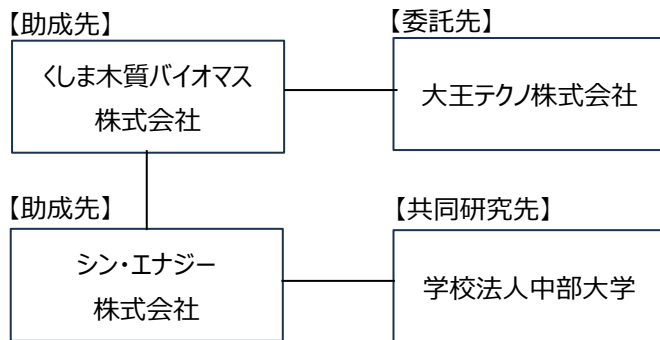 【助成先】
くしま木質バイオマス
株式会社
【委託先】
大王テクノ株式会社
【助成先】
シン・エナジー
株式会社
【共同研究先】
学校法人中部大学